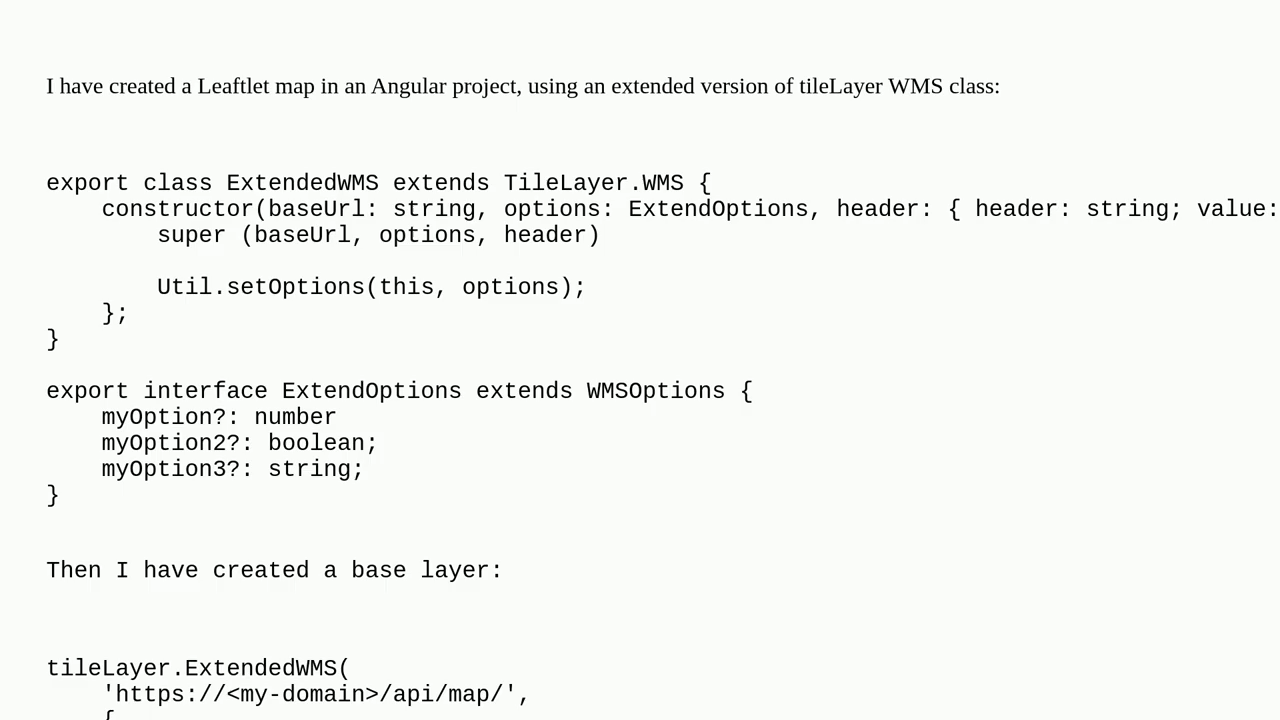 I have created a Leaftlet map in an Angular project, using an extended version of tileLayer WMS class:
export class ExtendedWMS extends TileLayer.WMS {
    constructor(baseUrl: string, options: ExtendOptions, header: { header: string; value:
        super (baseUrl, options, header)
        Util.setOptions(this, options);
    };
}
export interface ExtendOptions extends WMSOptions {
    myOption?: number
    myOption2?: boolean;
    myOption3?: string;
}
Then I have created a base layer:
tileLayer.ExtendedWMS(
    'https://<my-domain>/api/map/',
    {